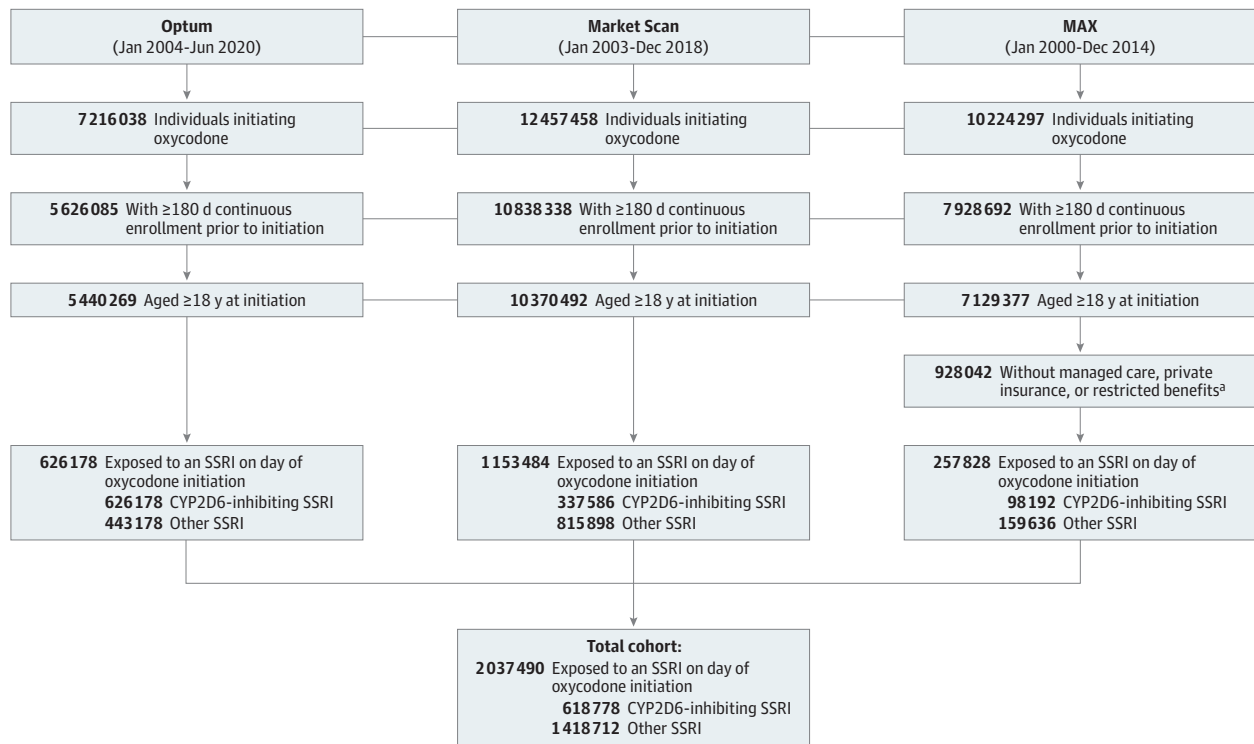 Optum
(Jan 2004-Jun 2020)
Market Scan
(Jan 2003-Dec 2018)
MAX
(Jan 2000-Dec 2014)
7216038 Individuals initiating
oxycodone
12457458 Individuals initiating
oxycodone
10224297 Individuals initiating
oxycodone
5626085 With ≥180 d continuous
enrollment prior to initiation
10838338 With ≥180 d continuous
enrollment prior to initiation
7928692 With ≥180 d continuous
enrollment prior to initiation
5440269 Aged ≥18 y at initiation
10370492 Aged ≥18 y at initiation
7129377 Aged ≥18 y at initiation
928042 Without managed care, private
insurance, or restricted benefitsᵃ
626178 Exposed to an SSRI on day of
oxycodone initiation
626178 CYP2D6-inhibiting SSRI
443178 Other SSRI
1153484 Exposed to an SSRI on day of
oxycodone initiation
337586 CYP2D6-inhibiting SSRI
815898 Other SSRI
257828 Exposed to an SSRI on day of
oxycodone initiation
98192 CYP2D6-inhibiting SSRI
159636 Other SSRI
Total cohort:
2037490 Exposed to an SSRI on day of
oxycodone initiation
618778 CYP2D6-inhibiting SSRI
1418712 Other SSRI